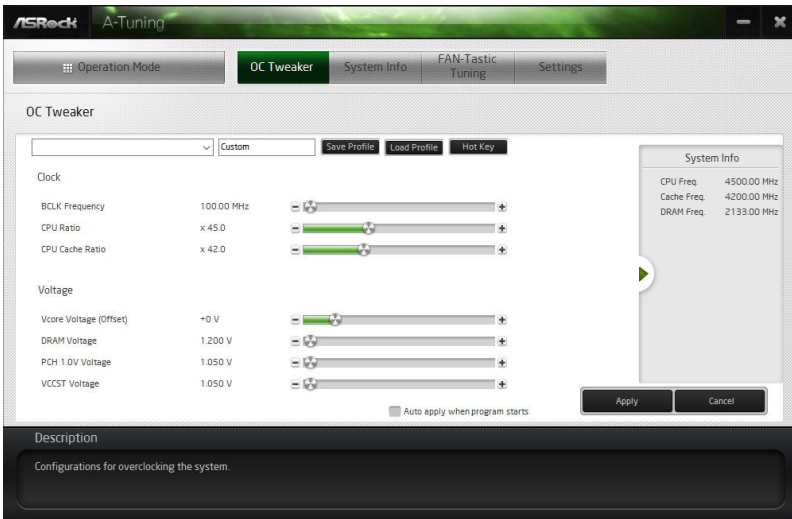 ASRock A-Tuning
Operation Mode
OC Tweaker
System Info
FAN-Tastic
Tuning
Settings
OC Tweaker
Custom
Save Profile
Load Profile
Hot Key
Clock
BCLK Frequency 100.00 MHz
CPU Ratio x 45.0
CPU Cache Ratio x 42.0
Voltage
Vcore Voltage (Offset) +0 V
DRAM Voltage 1.200 V
PCH 1.0V Voltage 1.050 V
VCCST Voltage 1.050 V
Auto apply when program starts
System Info
CPU Freq. 4500.00 MHz
Cache Freq. 4200.00 MHz
DRAM Freq. 2133.00 MHz
Apply
Cancel
Description
Configurations for overclocking the system.